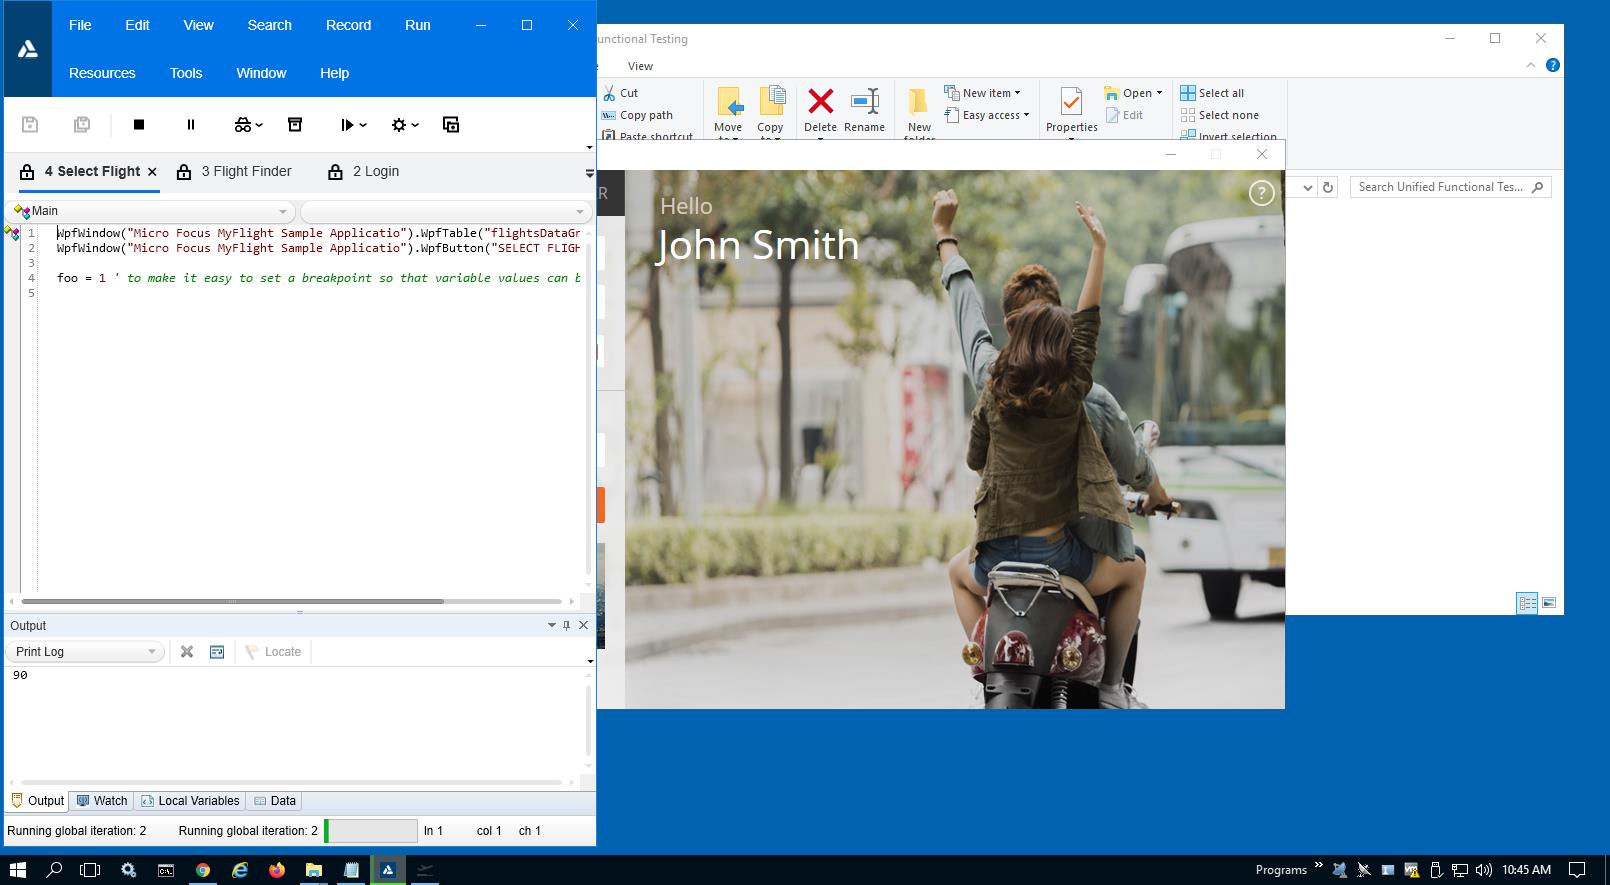 File Edit View Search Record Run
Resources Tools Window Help
4 Select Flight 3 Flight Finder 2 Login
Main
1 WpfWindow("Micro Focus MyFlight Sample Applicatio").WpfTable("flightsDataGr
2 WpfWindow("Micro Focus MyFlight Sample Applicatio").WpfButton("SELECT FLIGH
3
4 foo = 1 ' to make it easy to set a breakpoint so that variable values can b
5
Output
Print Log Locate
90
Output Watch Local Variables Data
Running global iteration: 2 Running global iteration: 2 ln 1 col 1 ch 1
unctional Testing
View
Cut
Copy path
Paste shortcut
Move to
Copy to
Delete
Rename
New folder
New item
Easy access
Properties
Open
Edit
Select all
Select none
Invert selection
Search Unified Functional Tes...
R
Hello
John Smith
?
Programs 10:45 AM